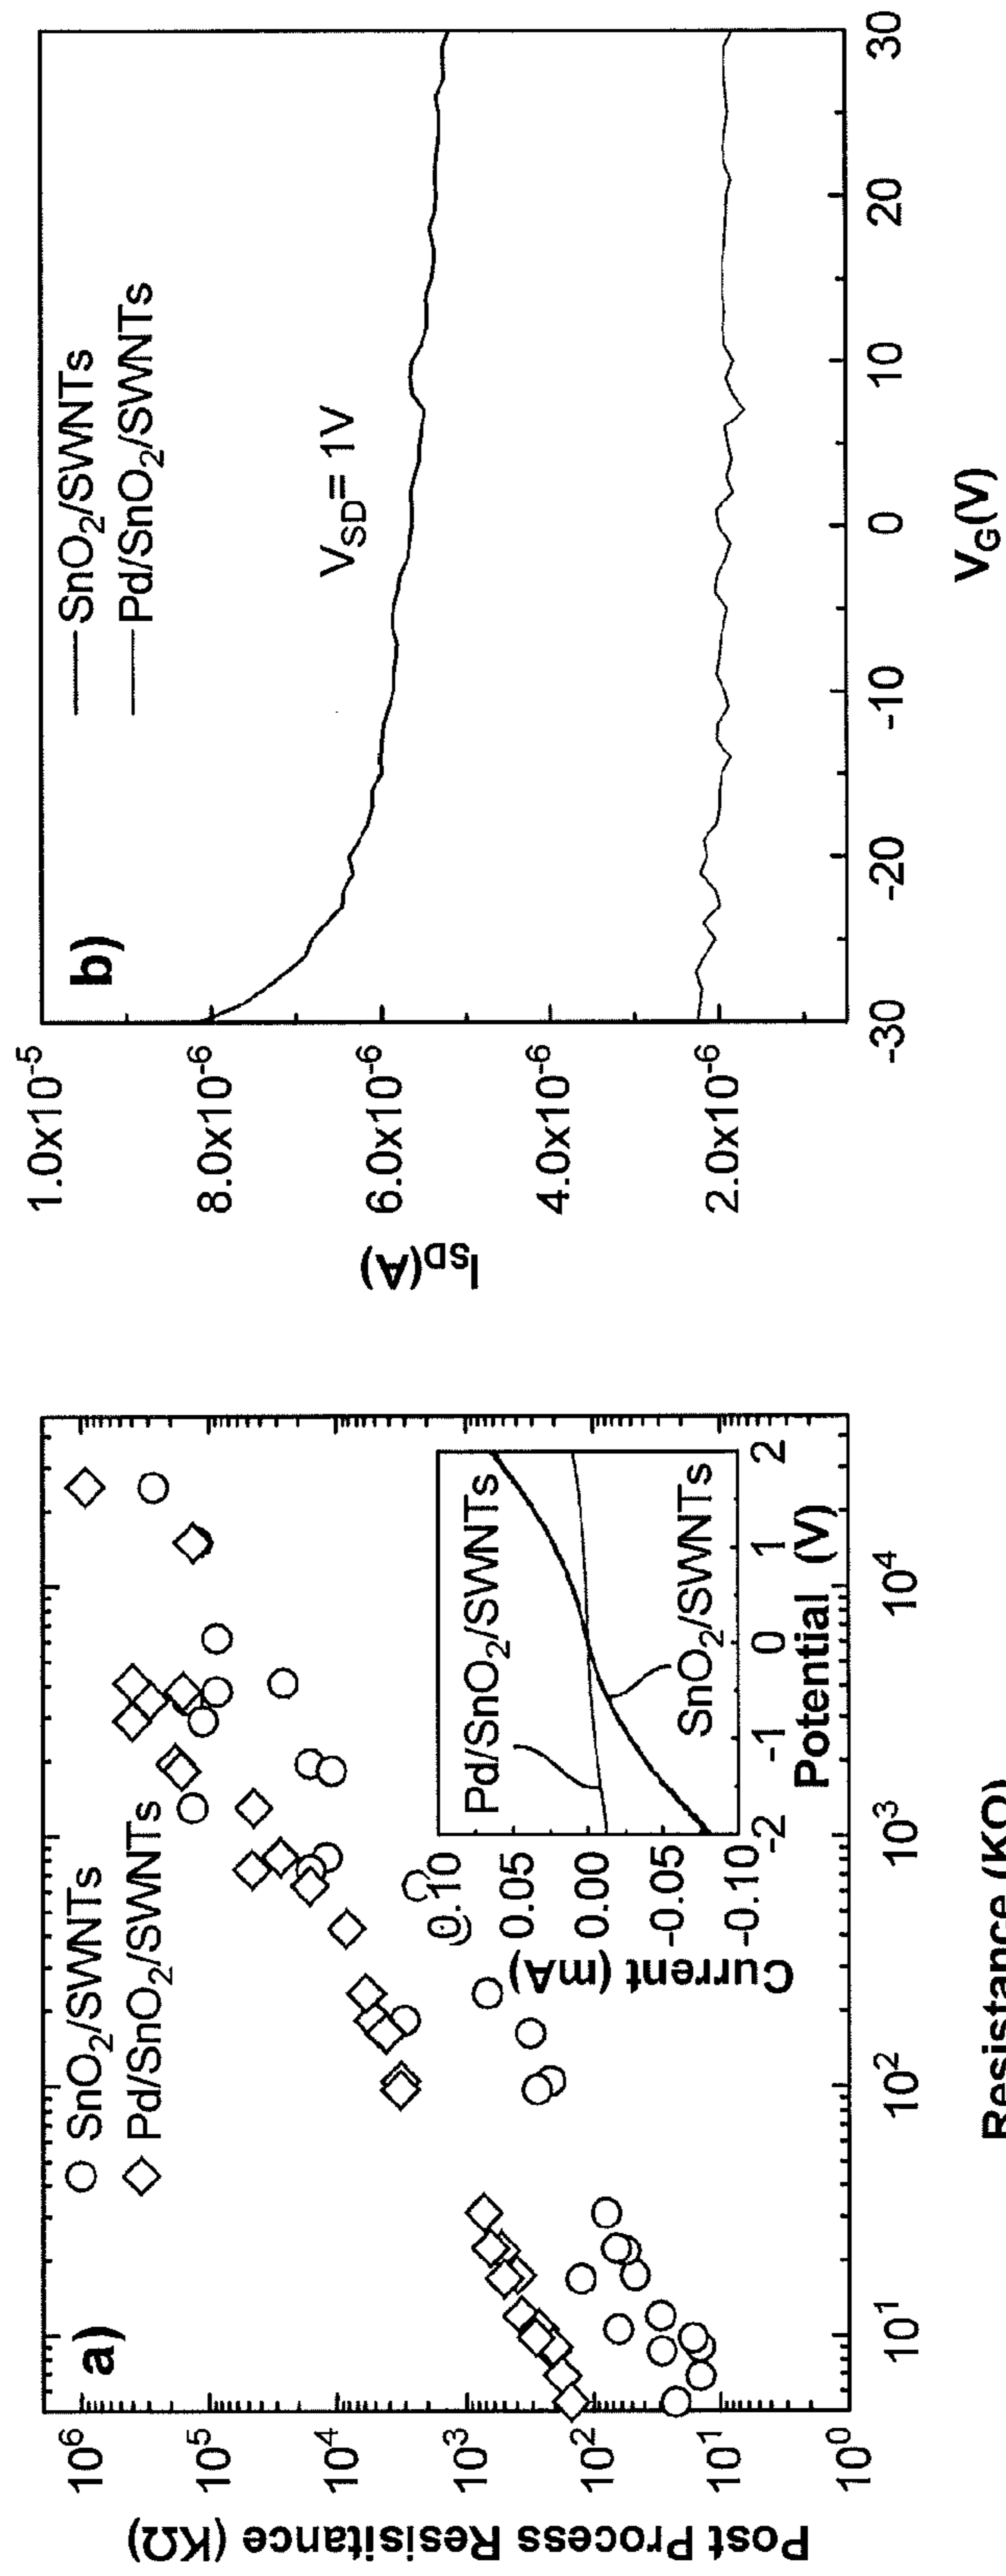 a)
○ SnO2/SWNTs
◇ Pd/SnO2/SWNTs
Post Process Resisitance (KΩ)
10^6
10^5
10^4
10^3
10^2
10^1
10^0
10^1
10^2
10^3
10^4
Resistance (KO)
Pd/SnO2/SWNTs
SnO2/SWNTs
Current (mA)
0.10
0.05
0.00
-0.05
-0.10
-2
-1
0
1
2
Potential (V)
b)
— SnO2/SWNTs
— Pd/SnO2/SWNTs
VSD= 1V
ISD(A)
1.0x10^-5
8.0x10^-6
6.0x10^-6
4.0x10^-6
2.0x10^-6
-30
-20
-10
0
10
20
30
VG(V)